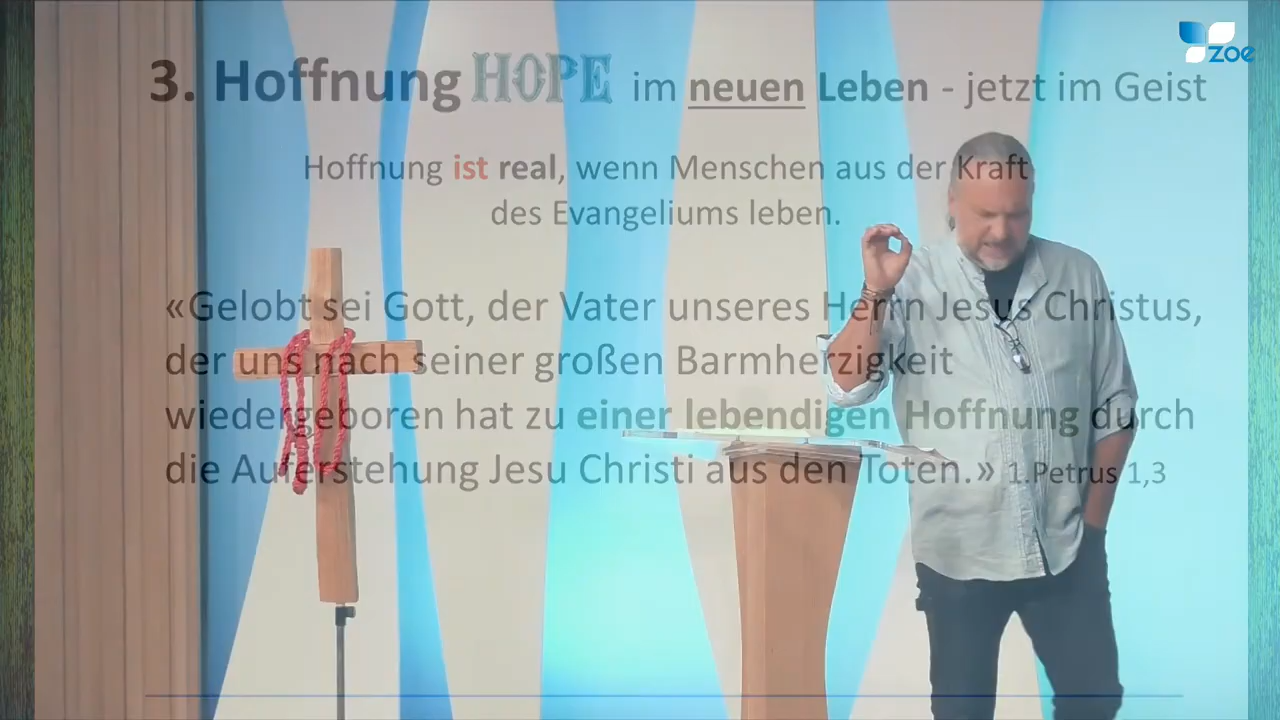 zoe
3. Hoffnung HOPE im neuen Leben - jetzt im Geist
Hoffnung ist real, wenn Menschen aus der Kraft
des Evangeliums leben.
«Gelobt sei Gott, der Vater unseres Herrn Jesus Christus,
der uns nach seiner großen Barmherzigkeit
wiedergeboren hat zu einer lebendigen Hoffnung durch
die Auferstehung Jesu Christi aus den Toten.» 1.Petrus 1,3